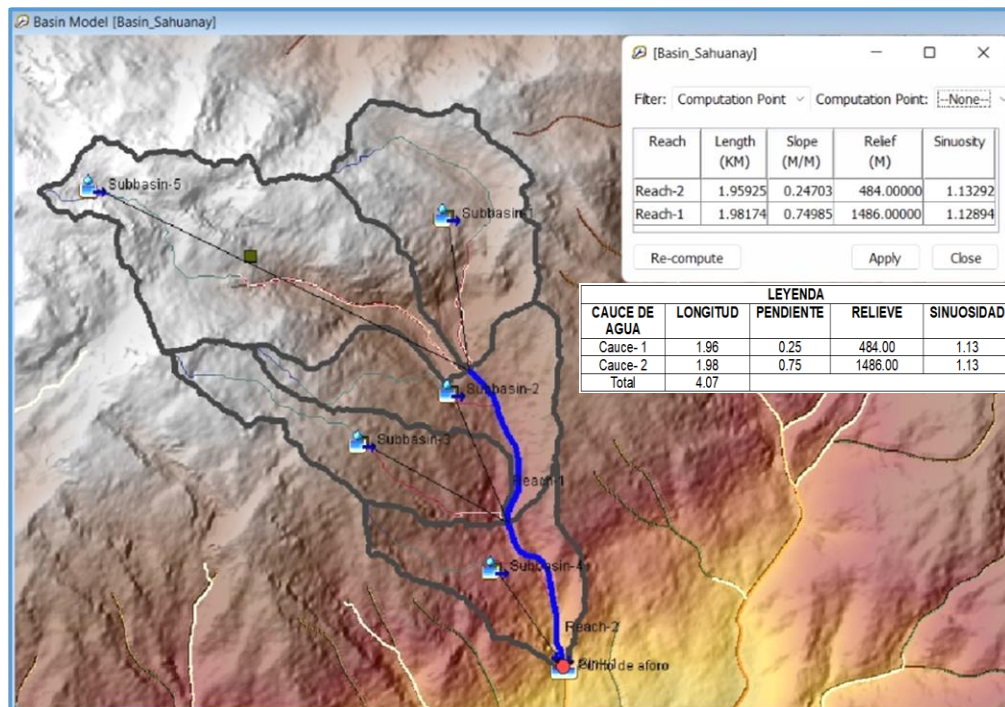 Basin Model [Basin_Sahuanay]
[Basin_Sahuanay]
Filter: Computation Point Computation Point: --None--
Reach Length (KM) Slope (M/M) Relief (M) Sinuosity
Reach-2 1.95925 0.24703 484.00000 1.13292
Reach-1 1.98174 0.74985 1486.00000 1.12894
Re-compute Apply Close
LEYENDA
CAUCE DE AGUA LONGITUD PENDIENTE RELIEVE SINUOSIDAD
Cauce- 1 1.96 0.25 484.00 1.13
Cauce- 2 1.98 0.75 1486.00 1.13
Total 4.07
Subbasin-5
Subbasin-1
Subbasin-2
Subbasin-3
Reach-1
Subbasin-4
Reach-2
de aforo